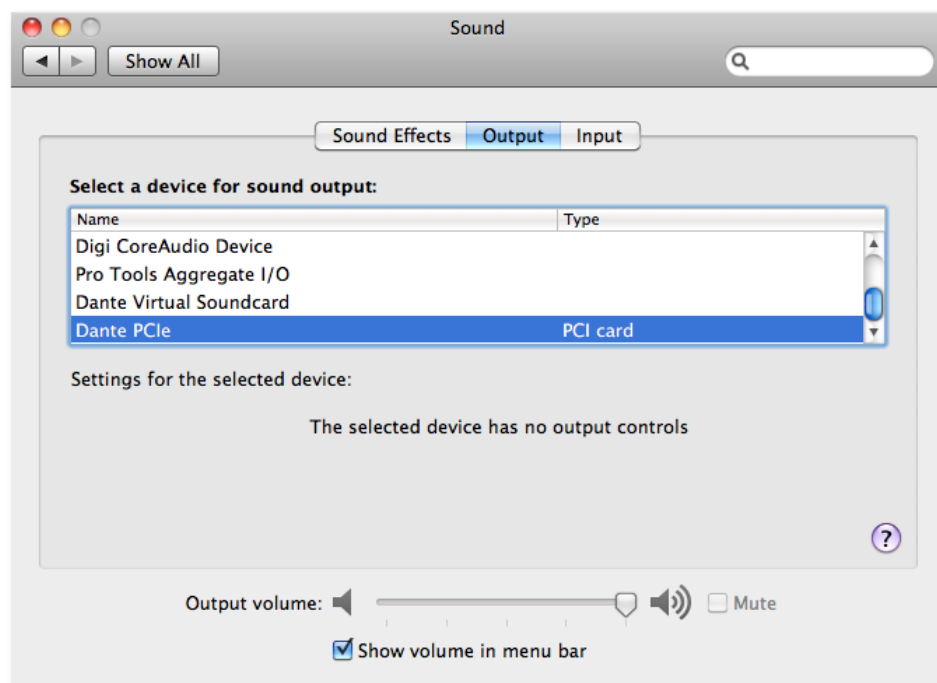 Sound
Show All
Sound Effects Output Input
Select a device for sound output:
Name Type
Digi CoreAudio Device
Pro Tools Aggregate I/O
Dante Virtual Soundcard
Dante PCIe PCI card
Settings for the selected device:
The selected device has no output controls
?
Output volume: Mute
Show volume in menu bar